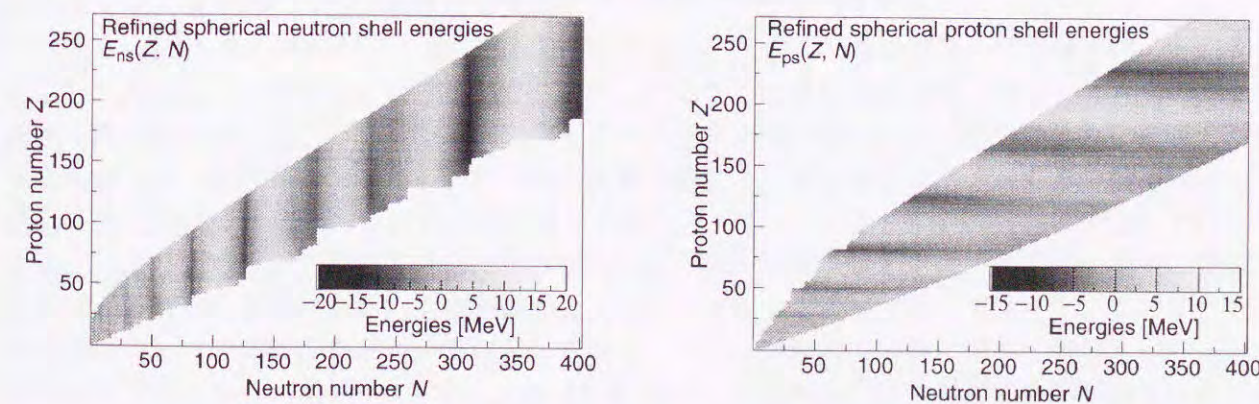 Refined spherical neutron shell energies
E_ns(Z. N)
250
200
150
100
50
Proton number Z
−20−15−10−5 0 5 10 15 20
Energies [MeV]
50 100 150 200 250 300 350 400
Neutron number N
Refined spherical proton shell energies
E_ps(Z, N)
250
200
150
100
50
Proton number Z
−15 −10 −5 0 5 10 15
Energies [MeV]
50 100 150 200 250 300 350 400
Neutron number N